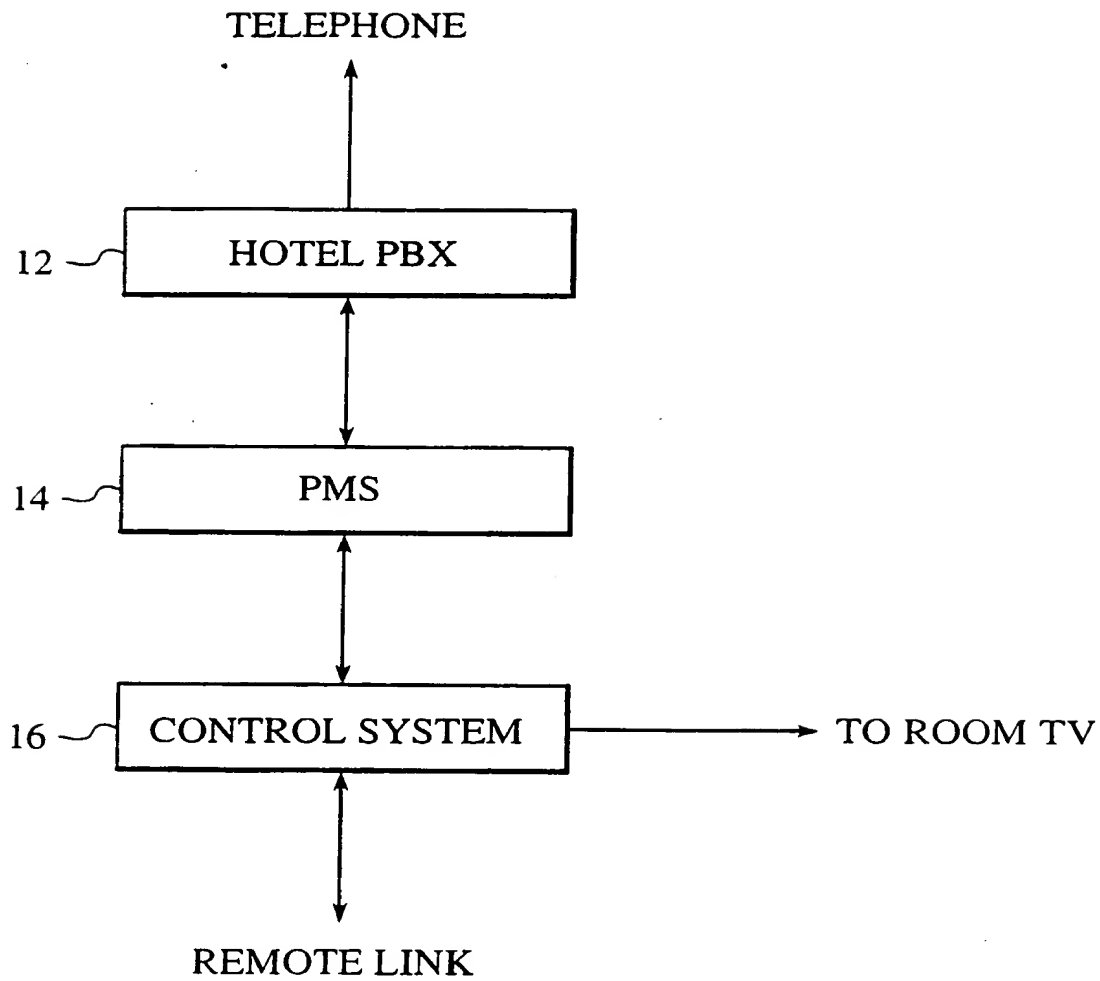 TELEPHONE
12 HOTEL PBX
14 PMS
16 CONTROL SYSTEM TO ROOM TV
REMOTE LINK